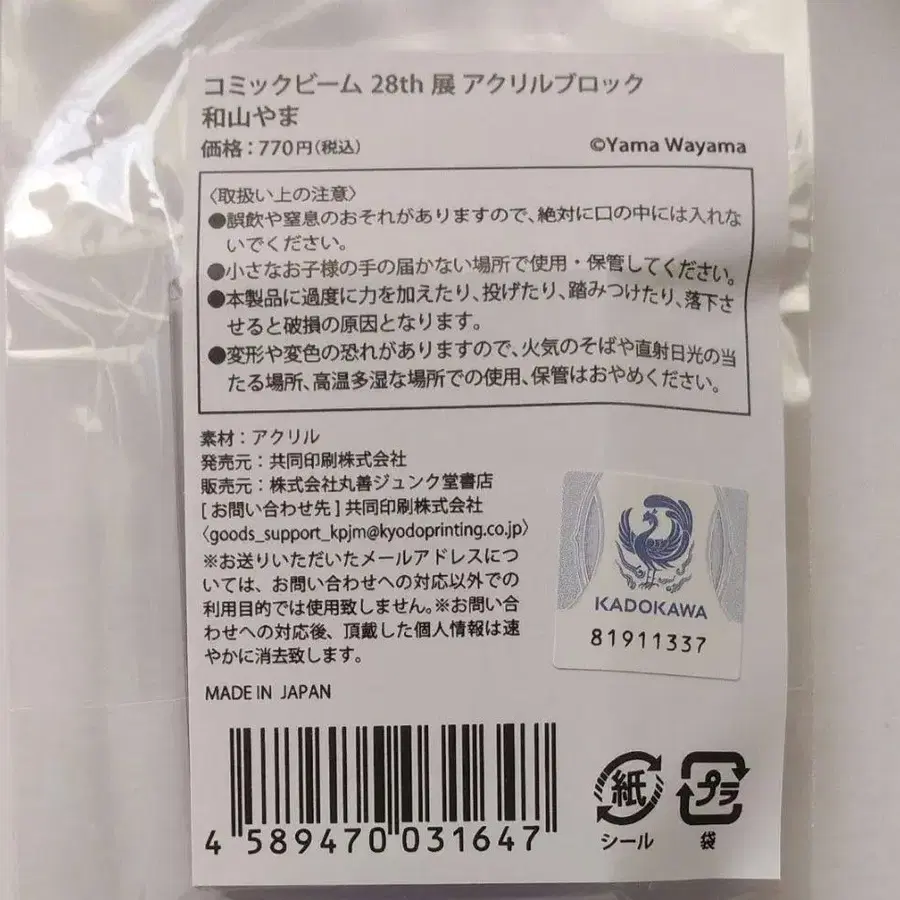 コミックビーム 28th 展 アクリルブロック
和山やま
価格：770円(税込)
©Yama Wayama
〈取扱い上の注意〉
●誤飲や窒息のおそれがありますので、絶対に口の中には入れな
いでください。
●小さなお子様の手の届かない場所で使用・保管してください。
●本製品に過度に力を加えたり、投げたり、踏みつけたり、落下さ
せると破損の原因となります。
●変形や変色の恐れがありますので、火気のそばや直射日光の当
たる場所、高温多湿な場所での使用、保管はおやめください。
素材：アクリル
発売元：共同印刷株式会社
販売元：株式会社丸善ジュンク堂書店
[お問い合わせ先]共同印刷株式会社
〈goods_support_kpjm@kyodoprinting.co.jp〉
※お送りいただいたメールアドレスにつ
いては、お問い合わせへの対応以外での
利用目的では使用致しません。※お問い合
わせへの対応後、頂戴した個人情報は速
やかに消去致します。
MADE IN JAPAN
KADOKAWA
81911337
4 589470 031647
紙
シール
プラ
袋